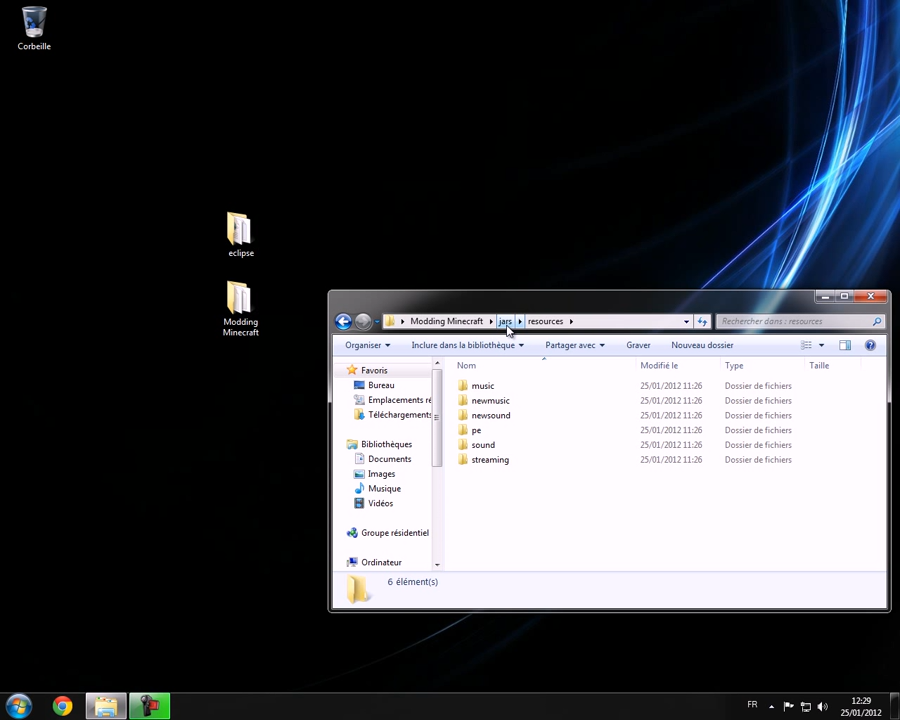 Corbeille
eclipse
Modding
Minecraft
Modding Minecraft jars resources
Rechercher dans : resources
Organiser Inclure dans la bibliothèque Partager avec Graver Nouveau dossier
Favoris
Bureau
Emplacements ré
Téléchargements
Bibliothèques
Documents
Images
Musique
Vidéos
Groupe résidentiel
Ordinateur
Nom Modifié le Type Taille
music 25/01/2012 11:26 Dossier de fichiers
newmusic 25/01/2012 11:26 Dossier de fichiers
newsound 25/01/2012 11:26 Dossier de fichiers
pe 25/01/2012 11:26 Dossier de fichiers
sound 25/01/2012 11:26 Dossier de fichiers
streaming 25/01/2012 11:26 Dossier de fichiers
6 élément(s)
FR
12:29
25/01/2012